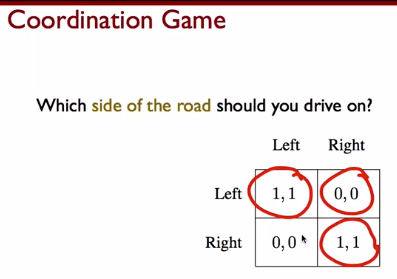 Coordination Game
Which side of the road should you drive on?
Left Right
Left 1, 1 0, 0
Right 0, 0 1, 1